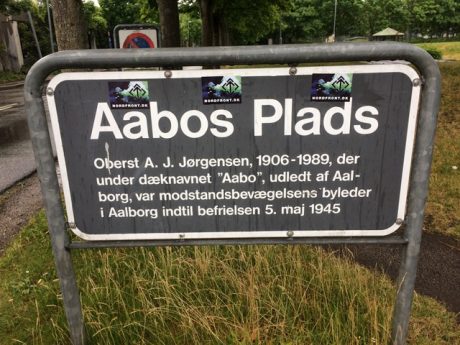 NORDFRONT.DK NORDFRONT.DK NORDFRONT.DK
Aabos Plads
Oberst A. J. Jørgensen, 1906-1989, der
under dæknavnet "Aabo", udledt af Aal-
borg, var modstandsbevægelsens byleder
i Aalborg indtil befrielsen 5. maj 1945